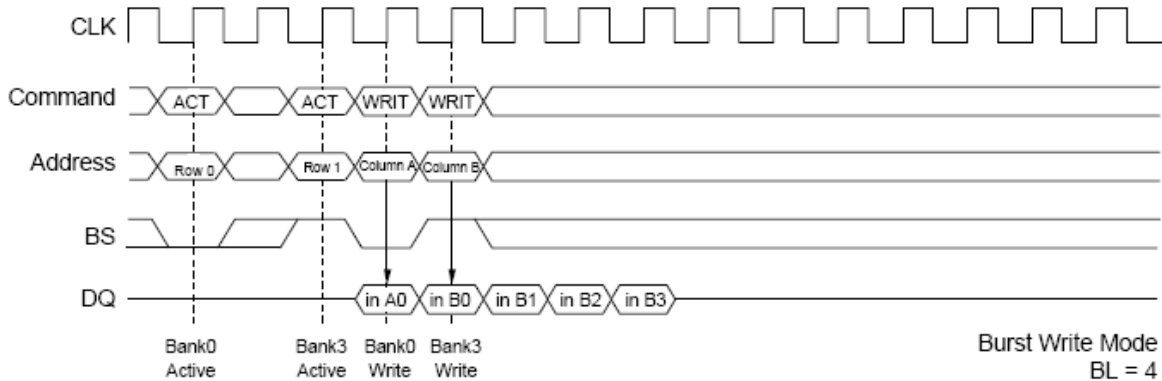 CLK
Command ACT ACT WRIT WRIT
Address Row 0 Row 1 Column A Column B
BS
DQ in A0 in B0 in B1 in B2 in B3
Bank0 Bank3 Bank0 Bank3
Active Active Write Write
Burst Write Mode
BL = 4